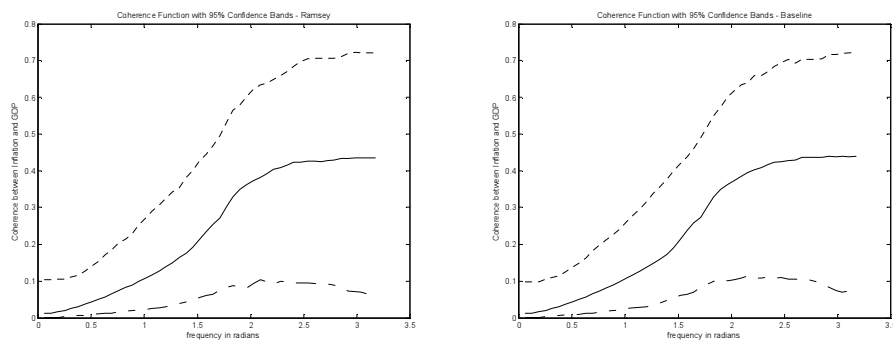 Coherence Function with 95% Confidence Bands - Ramsey
Coherence between Inflation and GDP
0.8
0.7
0.6
0.5
0.4
0.3
0.2
0.1
0
0 0.5 1 1.5 2 2.5 3 3.5
frequency in radians
Coherence Function with 95% Confidence Bands - Baseline
Coherence between Inflation and GDP
0.8
0.7
0.6
0.5
0.4
0.3
0.2
0.1
0
0 0.5 1 1.5 2 2.5 3
frequency in radians